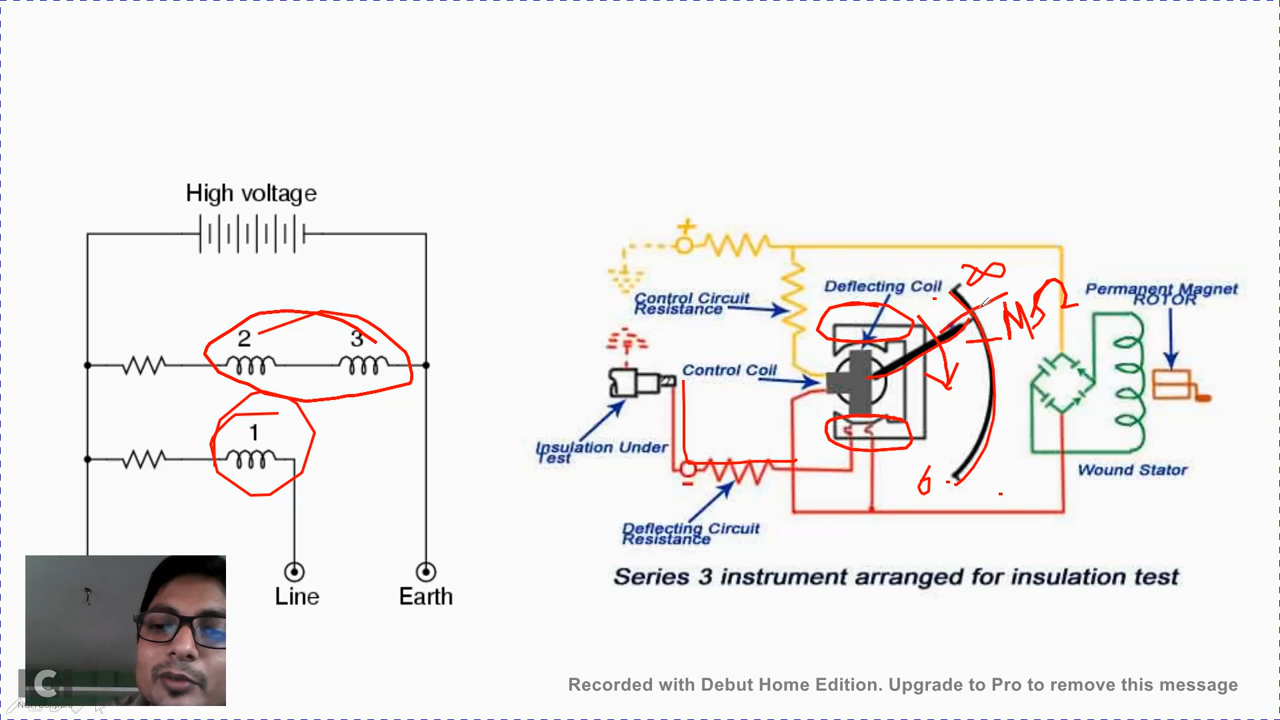 High voltage
2
3
1
Line
Earth
+
Control Circuit
Resistance
Deflecting Coil
∞
MΩ
Permanent Magnet
ROTOR
Control Coil
Insulation Under
Test
-
Deflecting Circuit
Resistance
Wound Stator
Series 3 instrument arranged for insulation test
C
Recorded with Debut Home Edition. Upgrade to Pro to remove this message